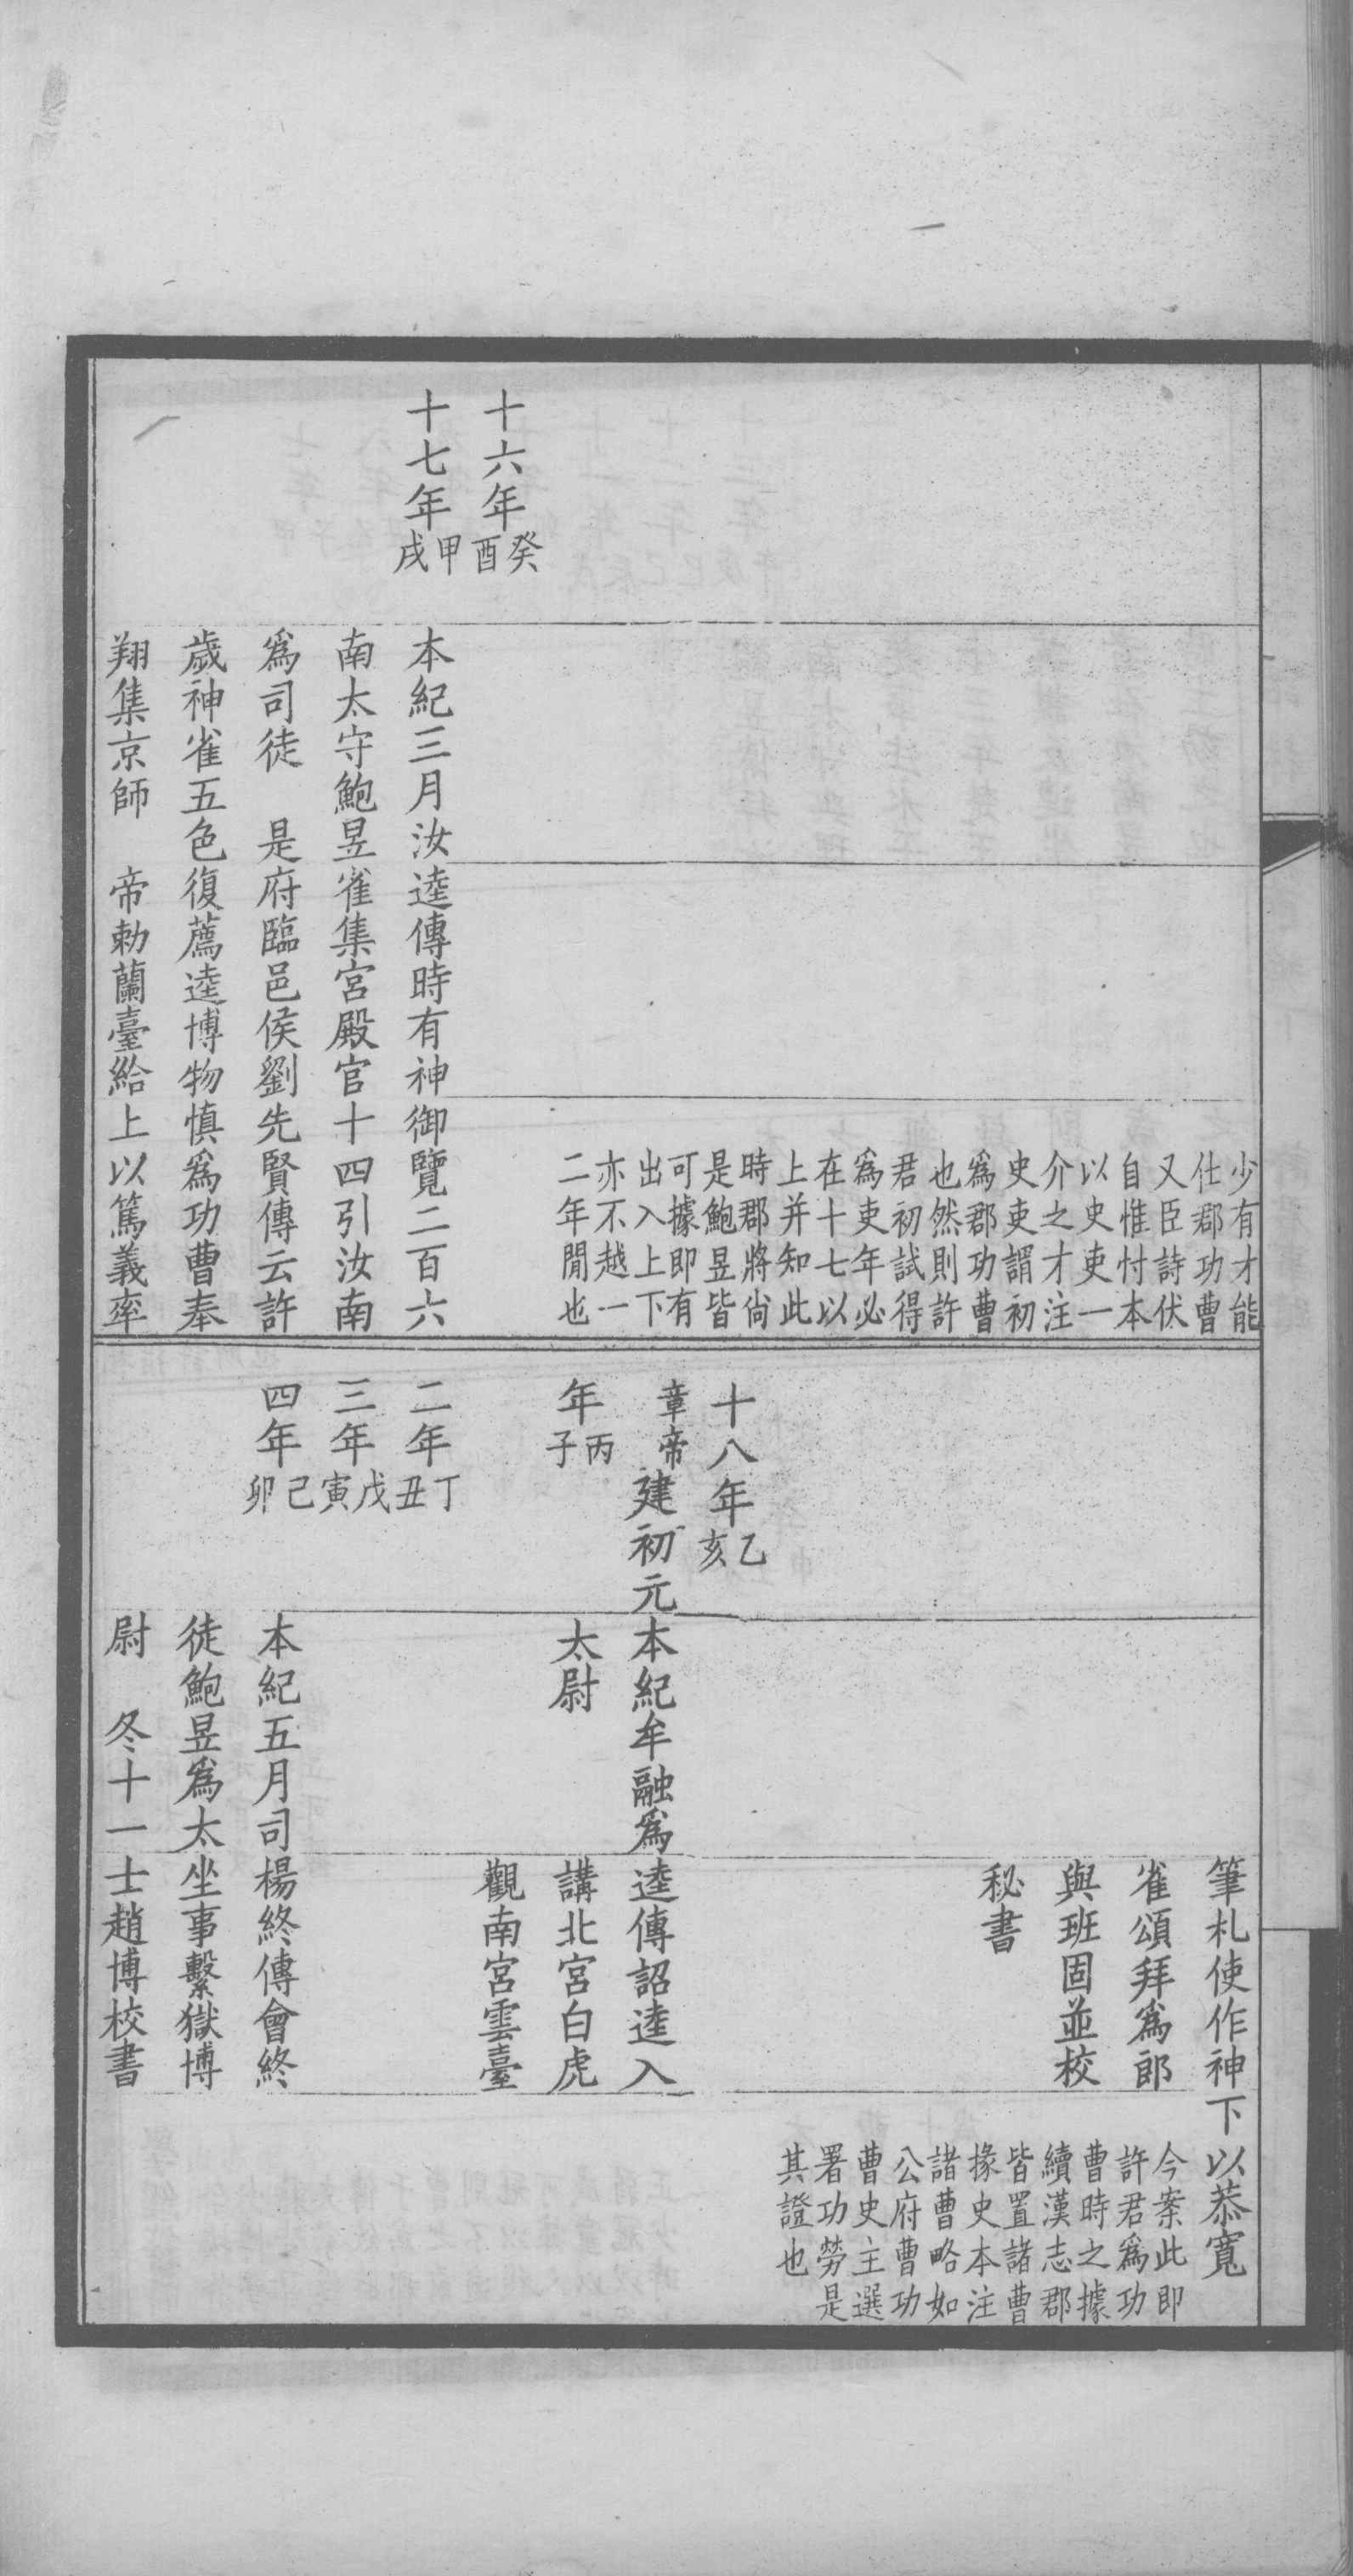 少有才能
仕郡功曹
又臣詩伏
自惟忖本
以史吏一
介之才注
史吏謂初
爲郡功曹
也然則許
君初試得
爲吏年必
在十七以
上并知此
時郡將尚
是鮑昱皆
可據即有
出入上下
亦不越一
二年閒也
十六年癸酉
十七年甲戌
本紀三月汝
南太守鮑昱
爲司徒　是
歲神雀五色
翔集京師
逵傳時有神
雀集宮殿官
府臨邑侯劉
復薦逵博物
帝勅蘭臺給
御覽二百六
十四引汝南
先賢傳云許
慎爲功曹奉
上以篤義率
筆札使作神
雀頌拜爲郎
與班固並校
秘書
下以恭寬
今案此即
許君爲功
曹時之據
續漢志郡
皆置諸曹
掾史本注
諸曹略如
公府曹功
曹史主選
署功勞是
其證也
十八年乙亥
章帝建初元
年丙子
本紀牟融爲
太尉
逵傳詔逵入
講北宮白虎
觀南宮雲臺
二年丁丑
三年戊寅
四年己卯
本紀五月司
徒鮑昱爲太
尉　冬十一
楊終傳會終
坐事繫獄博
士趙博校書